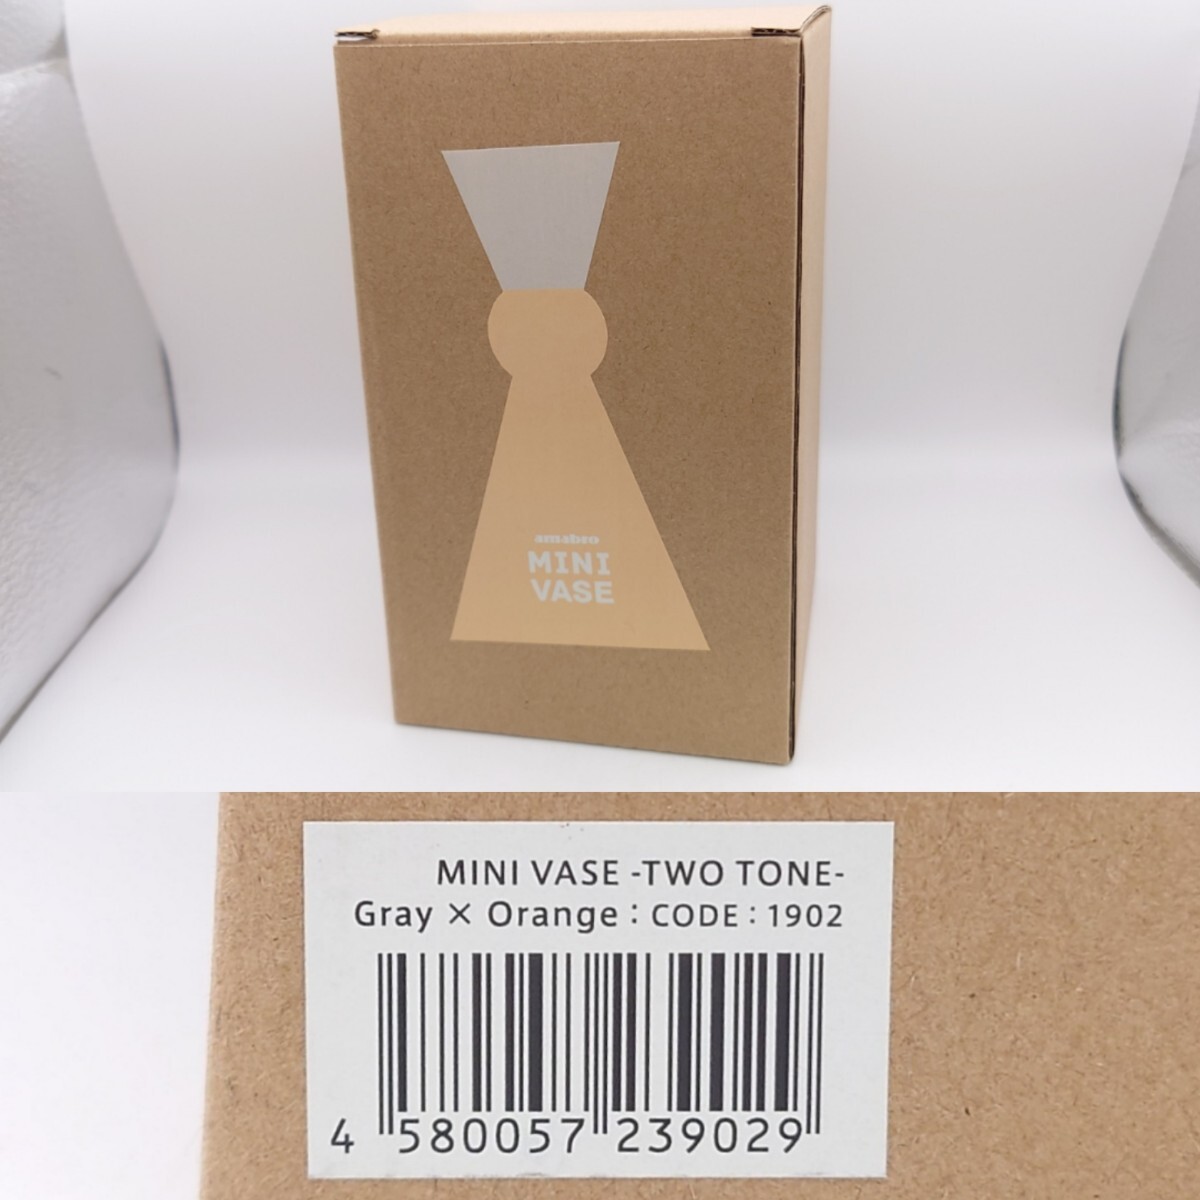 amabro
MINI
VASE
MINI VASE -TWO TONE-
Gray × Orange : CODE : 1902
4 580057 239029